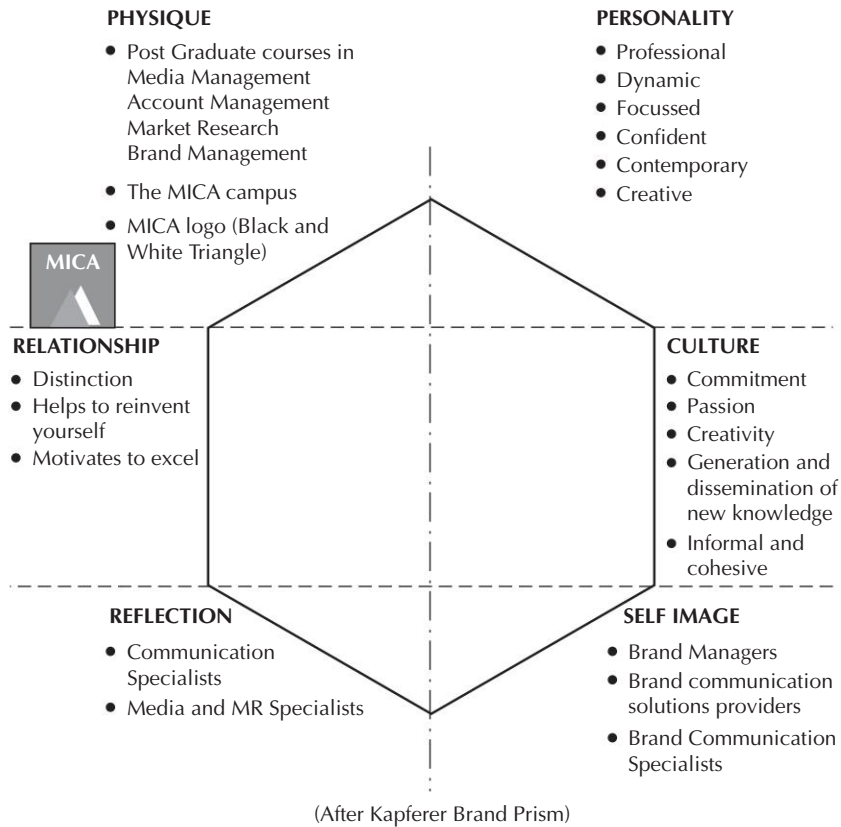 PHYSIQUE
• Post Graduate courses in
Media Management
Account Management
Market Research
Brand Management
• The MICA campus
• MICA logo (Black and
White Triangle)
MICA
PERSONALITY
• Professional
• Dynamic
• Focussed
• Confident
• Contemporary
• Creative
RELATIONSHIP
• Distinction
• Helps to reinvent
yourself
• Motivates to excel
CULTURE
• Commitment
• Passion
• Creativity
• Generation and
dissemination of
new knowledge
• Informal and
cohesive
REFLECTION
• Communication
Specialists
• Media and MR Specialists
SELF IMAGE
• Brand Managers
• Brand communication
solutions providers
• Brand Communication
Specialists
(After Kapferer Brand Prism)